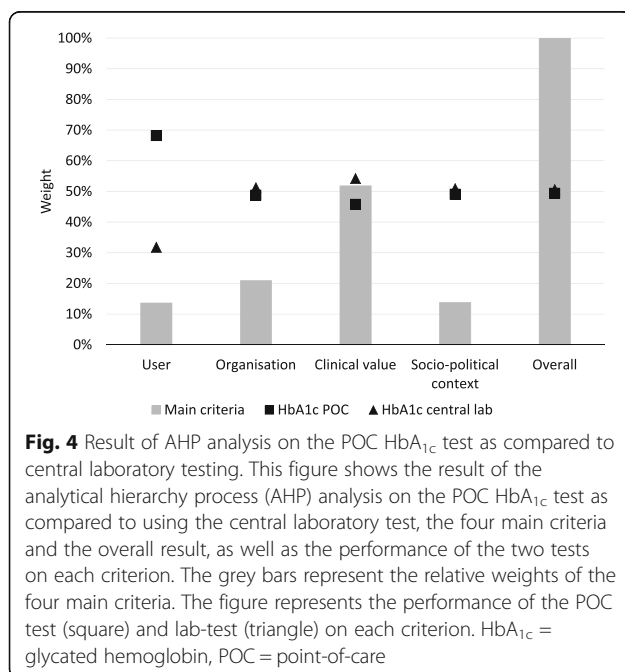 100%
90%
80%
70%
60%
50%
40%
30%
20%
10%
0%
Weight
User Organisation Clinical value Socio-political Overall
context
Main criteria HbA1c POC HbA1c central lab
Fig. 4 Result of AHP analysis on the POC HbA1c test as compared to
central laboratory testing. This figure shows the result of the
analytical hierarchy process (AHP) analysis on the POC HbA1c test as
compared to using the central laboratory test, the four main criteria
and the overall result, as well as the performance of the two tests
on each criterion. The grey bars represent the relative weights of the
four main criteria. The figure represents the performance of the POC
test (square) and lab-test (triangle) on each criterion. HbA1c =
glycated hemoglobin, POC = point-of-care